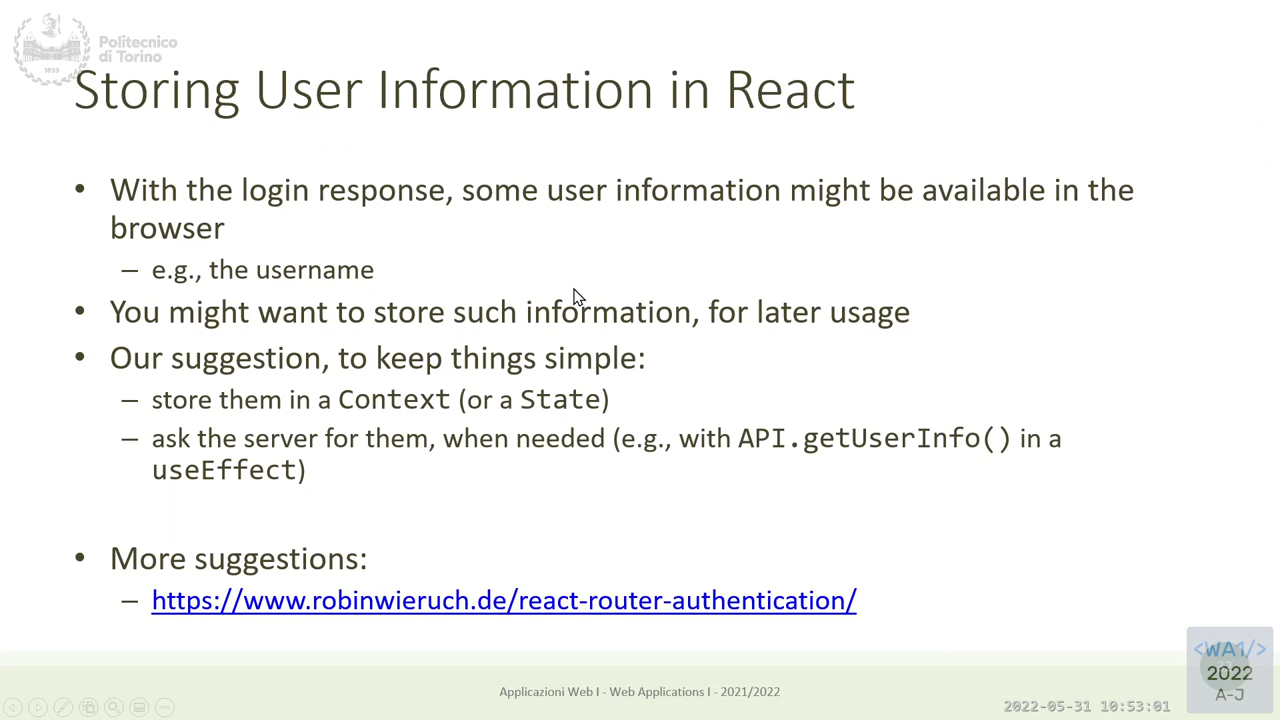 Politecnico
di Torino
1859
Storing User Information in React
• With the login response, some user information might be available in the
browser
– e.g., the username
• You might want to store such information, for later usage
• Our suggestion, to keep things simple:
– store them in a Context (or a State)
– ask the server for them, when needed (e.g., with API.getUserInfo() in a
useEffect)
• More suggestions:
– https://www.robinwieruch.de/react-router-authentication/
Applicazioni Web I - Web Applications I - 2021/2022
2022-05-31 10:53:01
<WA1/>
2022
A-J